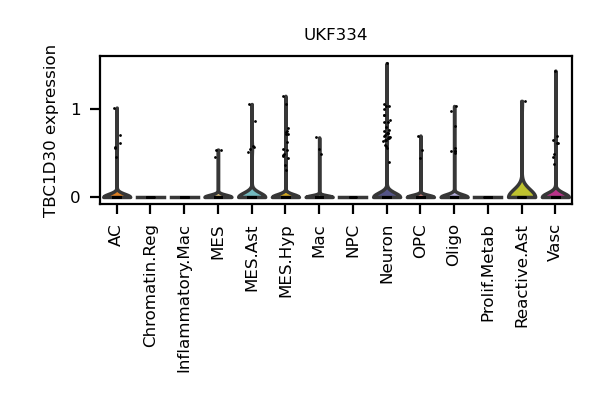 UKF334
TBC1D30 expression
1
0
AC
Chromatin.Reg
Inflammatory.Mac
MES
MES.Ast
MES.Hyp
Mac
NPC
Neuron
OPC
Oligo
Prolif.Metab
Reactive.Ast
Vasc